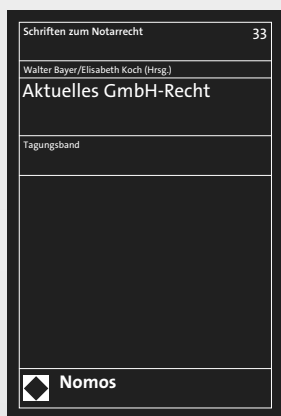 Schriften zum Notarrecht 33
Walter Bayer/Elisabeth Koch (Hrsg.)
Aktuelles GmbH-Recht
Tagungsband
Nomos